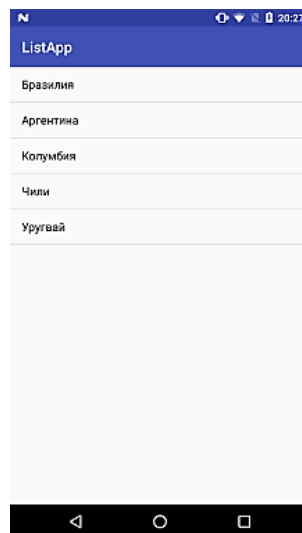 20:27
ListApp
Бразилия
Аргентина
Колумбия
Чили
Уругвай